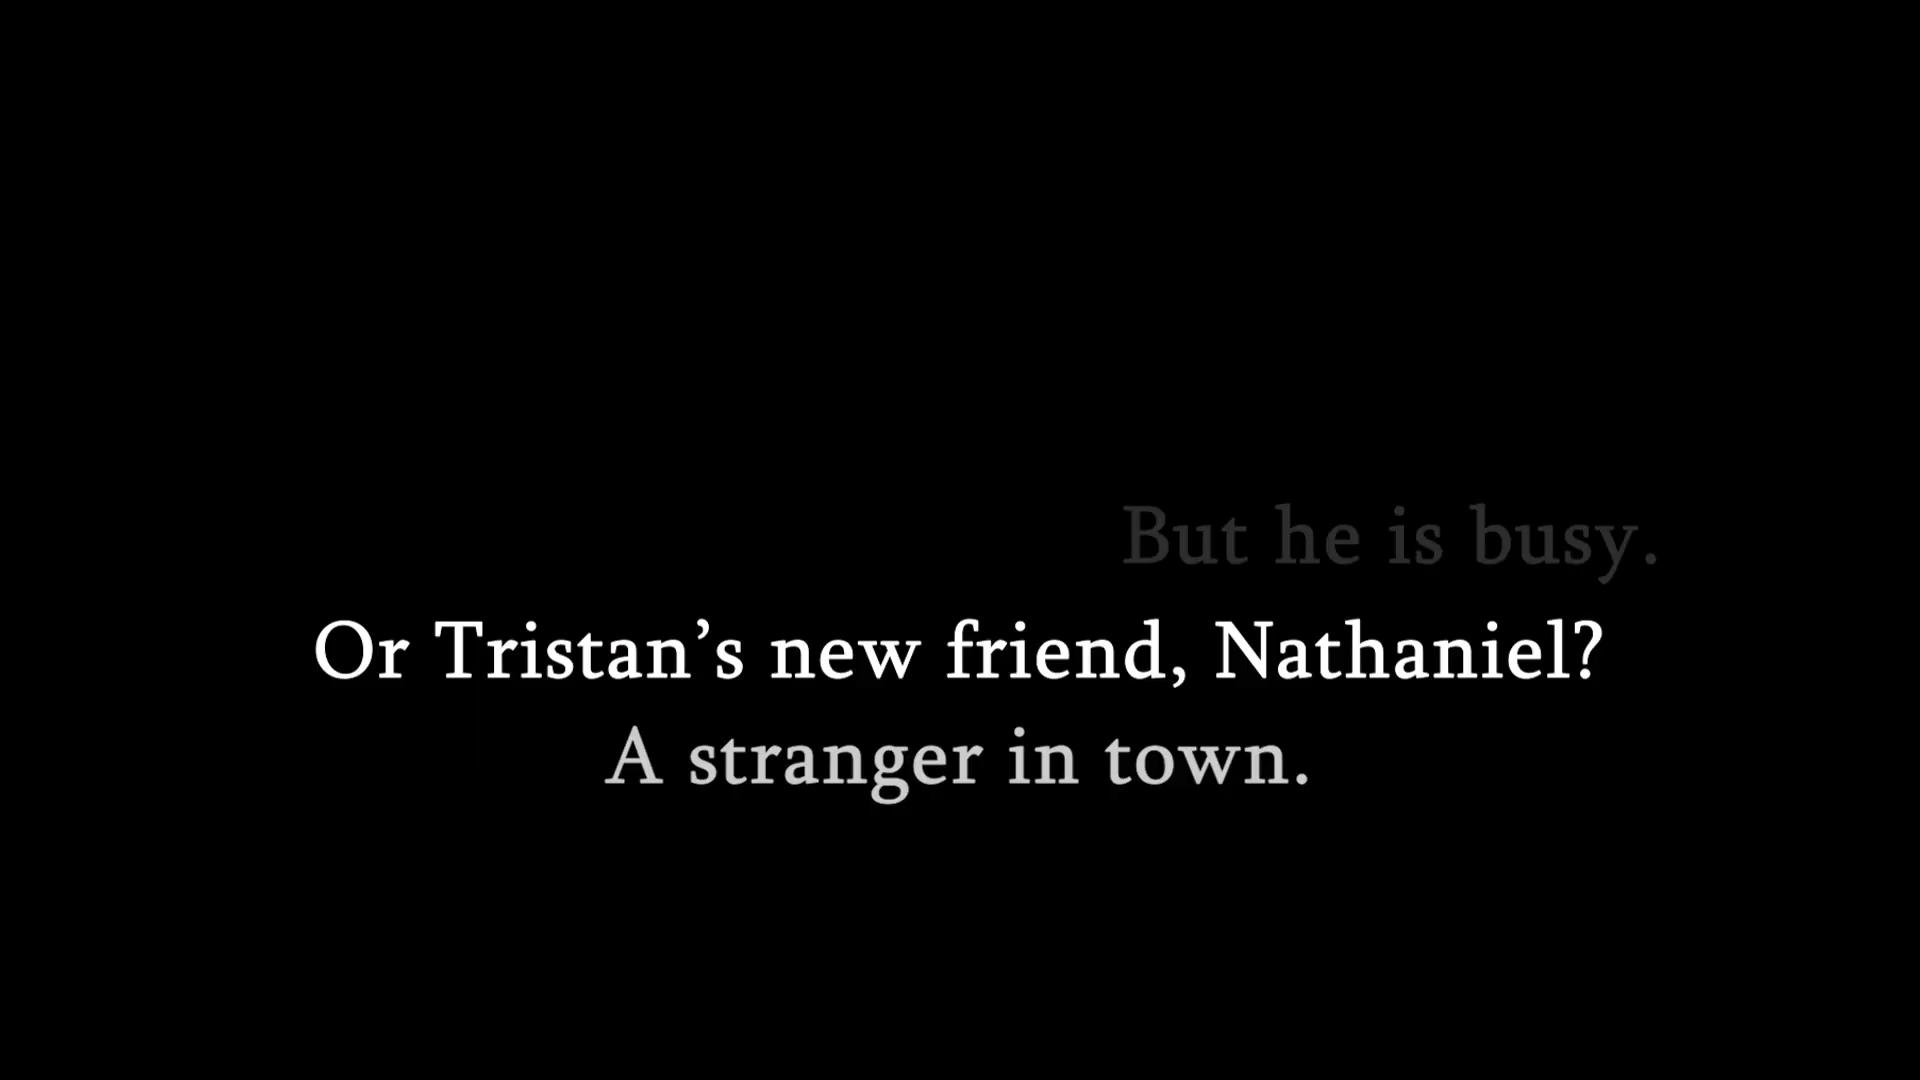 But he is busy.
Or Tristan’s new friend, Nathaniel?
A stranger in town.